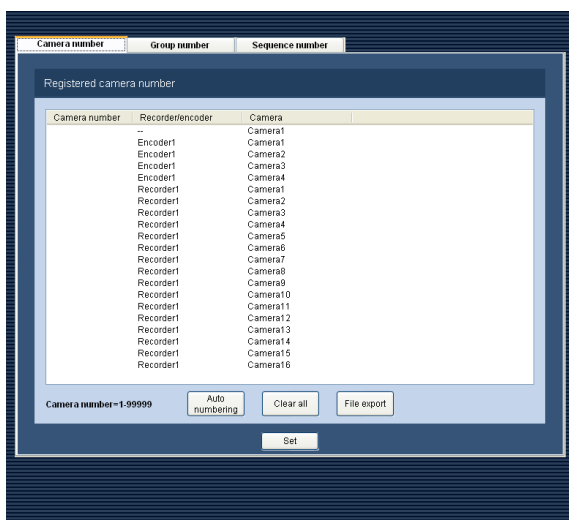 Camera number Group number Sequence number
Registered camera number
Camera number Recorder/encoder Camera
-- Camera1
Encoder1 Camera1
Encoder1 Camera2
Encoder1 Camera3
Encoder1 Camera4
Recorder1 Camera1
Recorder1 Camera2
Recorder1 Camera3
Recorder1 Camera4
Recorder1 Camera5
Recorder1 Camera6
Recorder1 Camera7
Recorder1 Camera8
Recorder1 Camera9
Recorder1 Camera10
Recorder1 Camera11
Recorder1 Camera12
Recorder1 Camera13
Recorder1 Camera14
Recorder1 Camera15
Recorder1 Camera16
Camera number=1-99999
Auto
numbering
Clear all
File export
Set